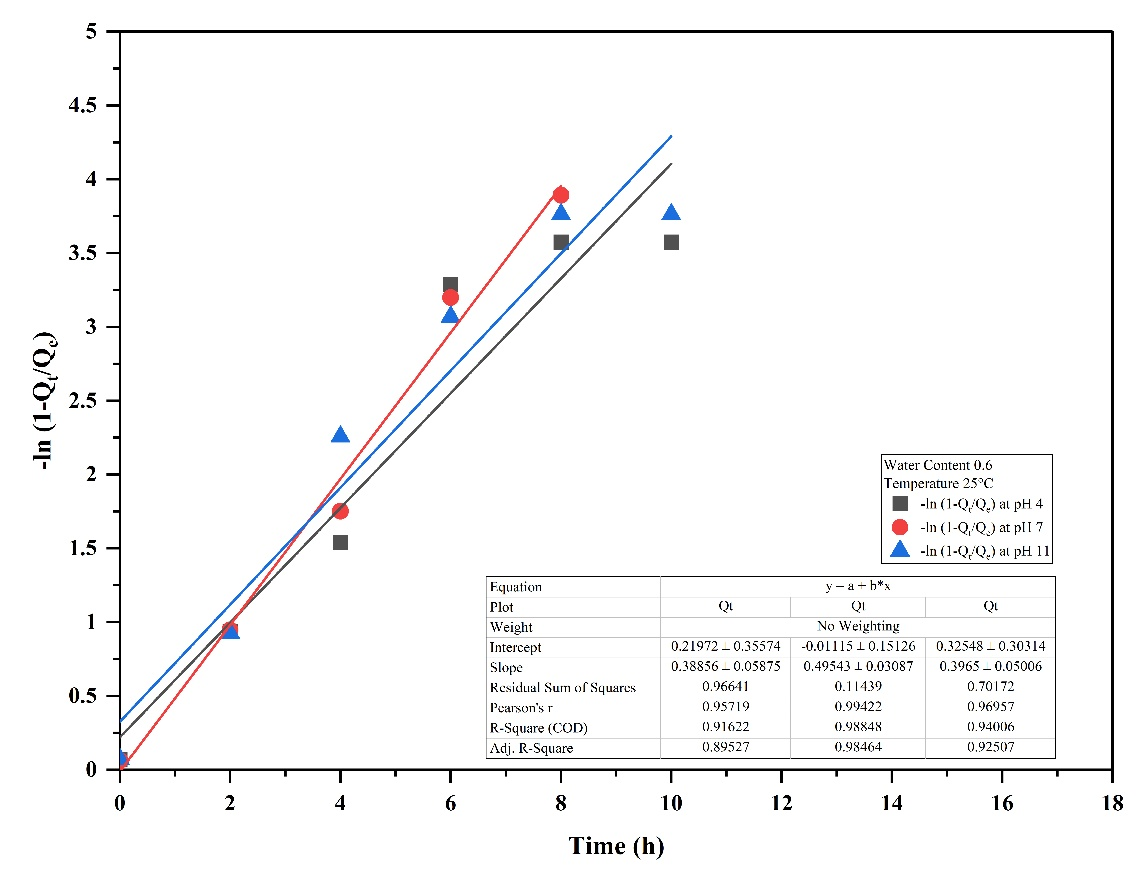 5
4.5
4
3.5
3
2.5
2
1.5
1
0.5
0
-ln (1-Qt/Qe)
Water Content 0.6
Temperature 25°C
-ln (1-Qt/Qe) at pH 4
-ln (1-Qt/Qe) at pH 7
-ln (1-Qt/Qe) at pH 11
Equation y = a + b*x
Plot Qt Qt Qt
Weight No Weighting
Intercept 0.21972 ± 0.35574 -0.01115 ± 0.15126 0.32548 ± 0.30314
Slope 0.38856 ± 0.05875 0.49543 ± 0.03087 0.3965 ± 0.05006
Residual Sum of Squares 0.96641 0.11439 0.70172
Pearson's r 0.95719 0.99422 0.96957
R-Square (COD) 0.91622 0.98848 0.94006
Adj. R-Square 0.89527 0.98464 0.92507
0 2 4 6 8 10 12 14 16 18
Time (h)